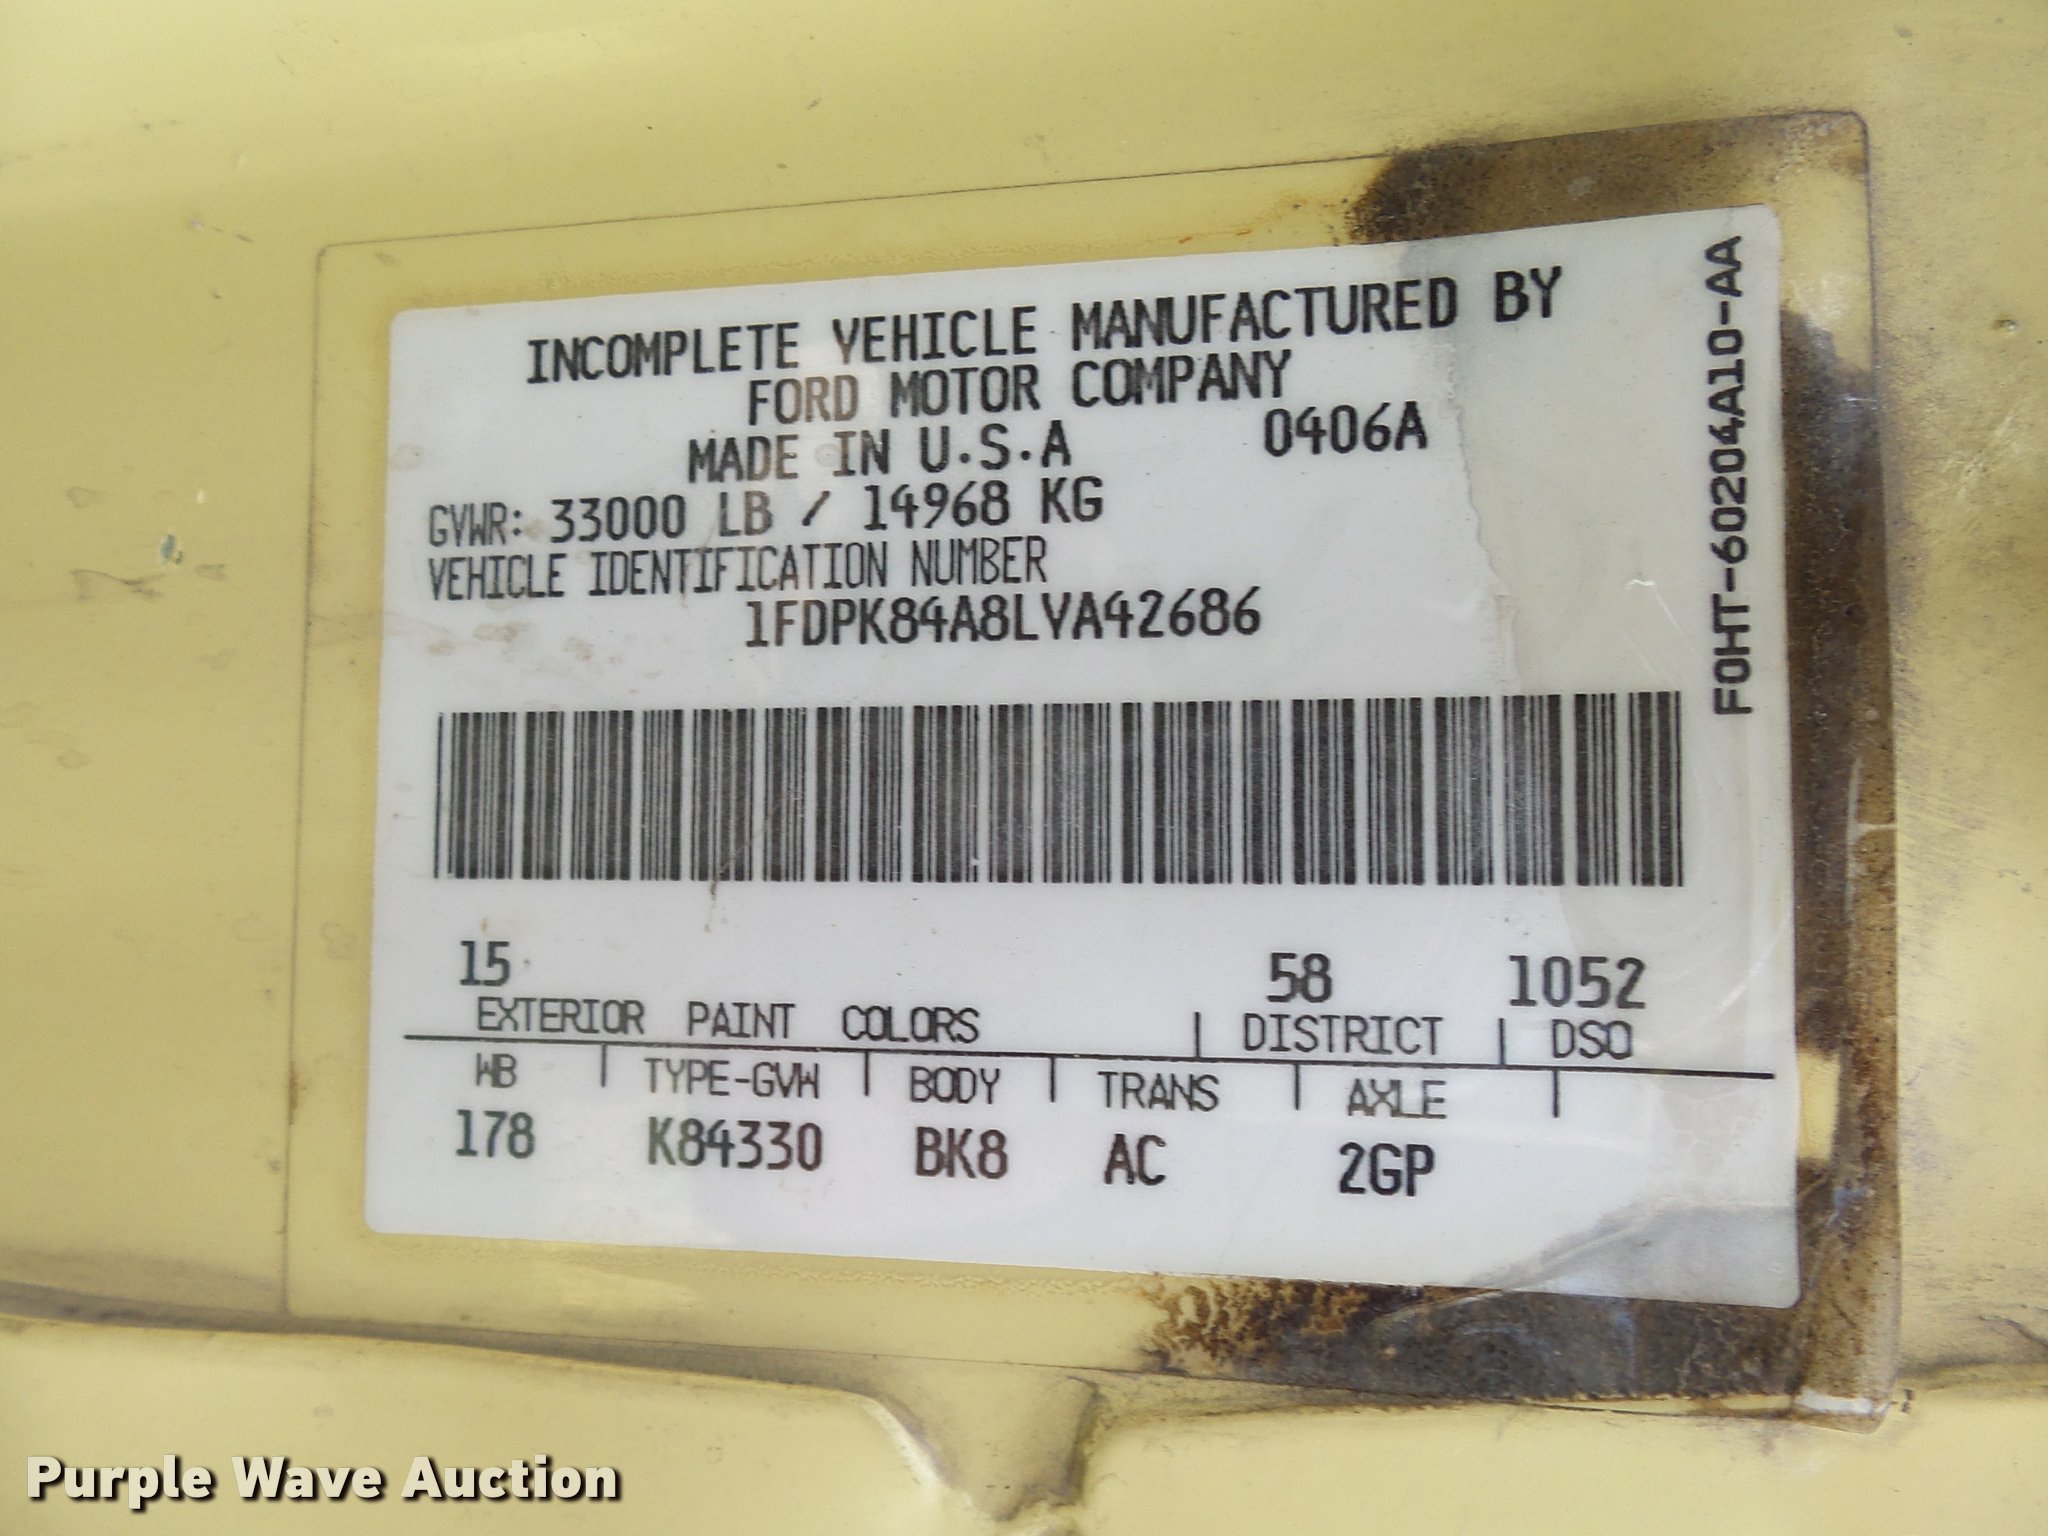 INCOMPLETE VEHICLE MANUFACTURED BY
FORD MOTOR COMPANY
MADE IN U.S.A 0406A
GVWR: 33000 LB / 14968 KG
VEHICLE IDENTIFICATION NUMBER
1FDPK84A8LVA42686
F0HT-60204A10-AA
15 58 1052
EXTERIOR PAINT COLORS DISTRICT DSO
WB TYPE-GVW BODY TRANS AXLE
178 K84330 BK8 AC 2GP
Purple Wave Auction